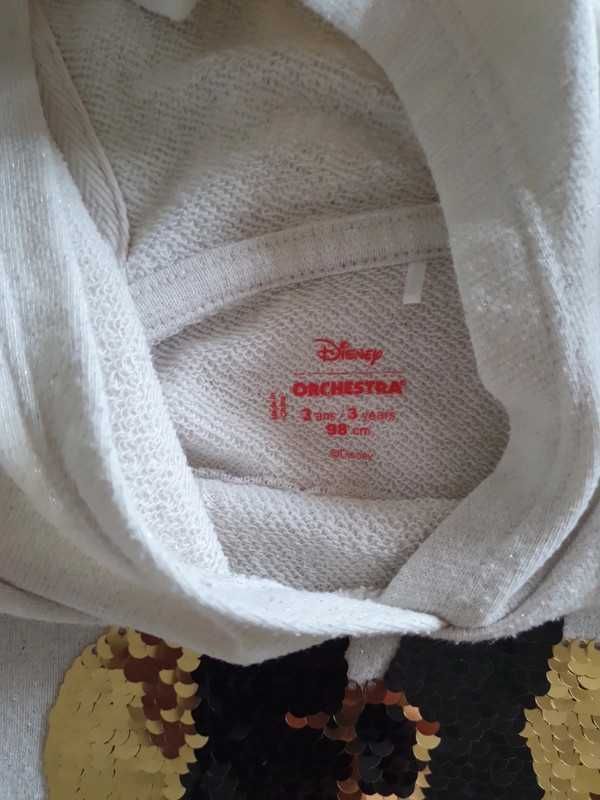 Disney
ORCHESTRA®
3 ans / 3 years
98 cm
©Disney